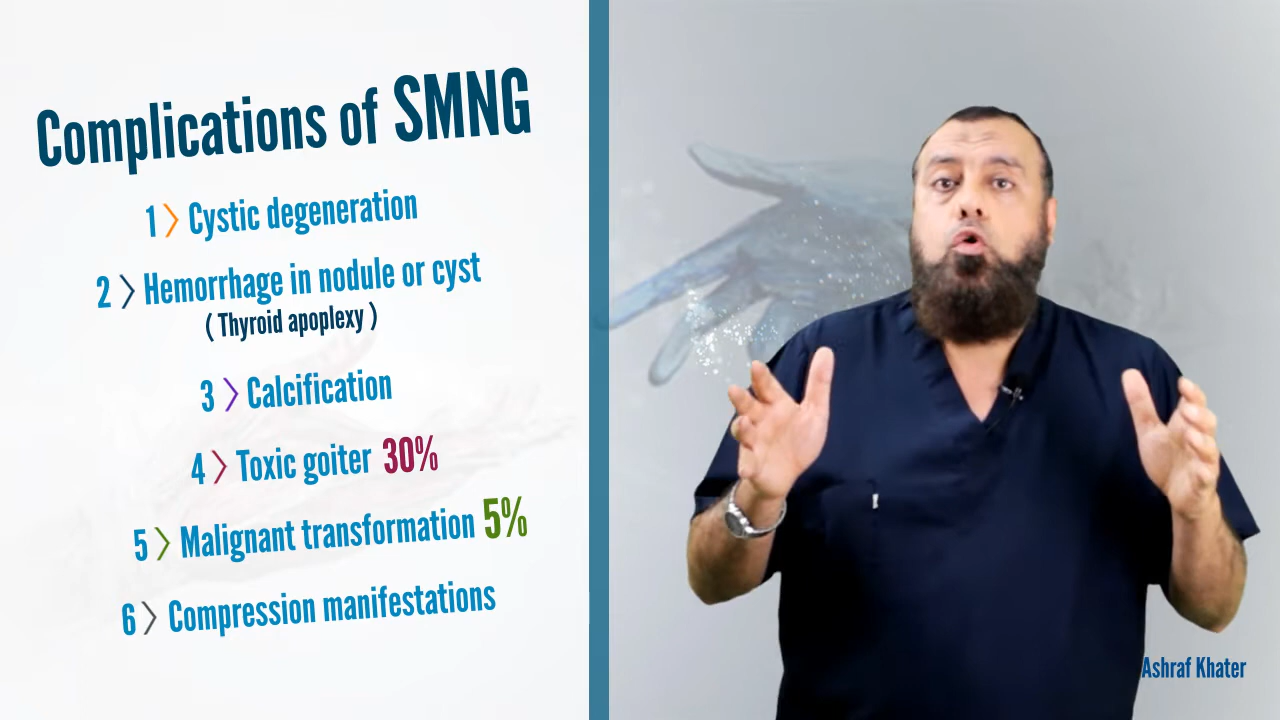 Complications of SMNG
1 〉 Cystic degeneration
2 〉 Hemorrhage in nodule or cyst
( Thyroid apoplexy )
3 〉 Calcification
4 〉 Toxic goiter 30%
5 〉 Malignant transformation 5%
6 〉 Compression manifestations
Ashraf Khater